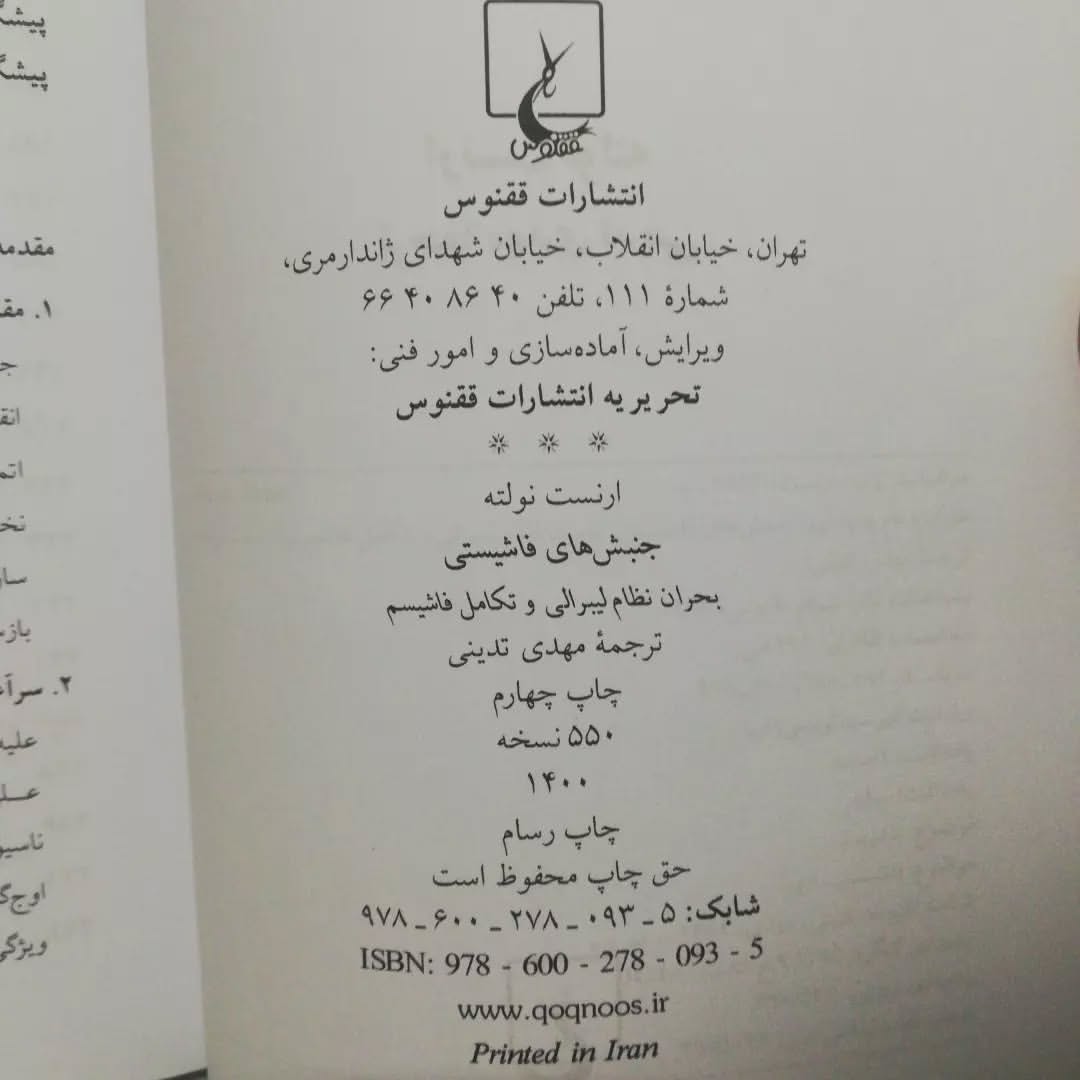 ققنوس
انتشارات ققنوس
تهران، خیابان انقلاب، خیابان شهدای ژاندارمری،
شمارهٔ ۱۱۱، تلفن ۴۰ ۸۶ ۴۰ ۶۶
ویرایش، آماده‌سازی و امور فنی:
تحریریه انتشارات ققنوس
* * *
ارنست نولته
جنبش‌های فاشیستی
بحران نظام لیبرالی و تکامل فاشیسم
ترجمهٔ مهدی تدینی
چاپ چهارم
۵۵۰ نسخه
۱۴۰۰
چاپ رسام
حق چاپ محفوظ است
شابک: ۵ ـ ۰۹۳ ـ ۲۷۸ ـ ۶۰۰ ـ ۹۷۸
ISBN: 978 - 600 - 278 - 093 - 5
www.qoqnoos.ir
Printed in Iran
۱.
۲.
علیه